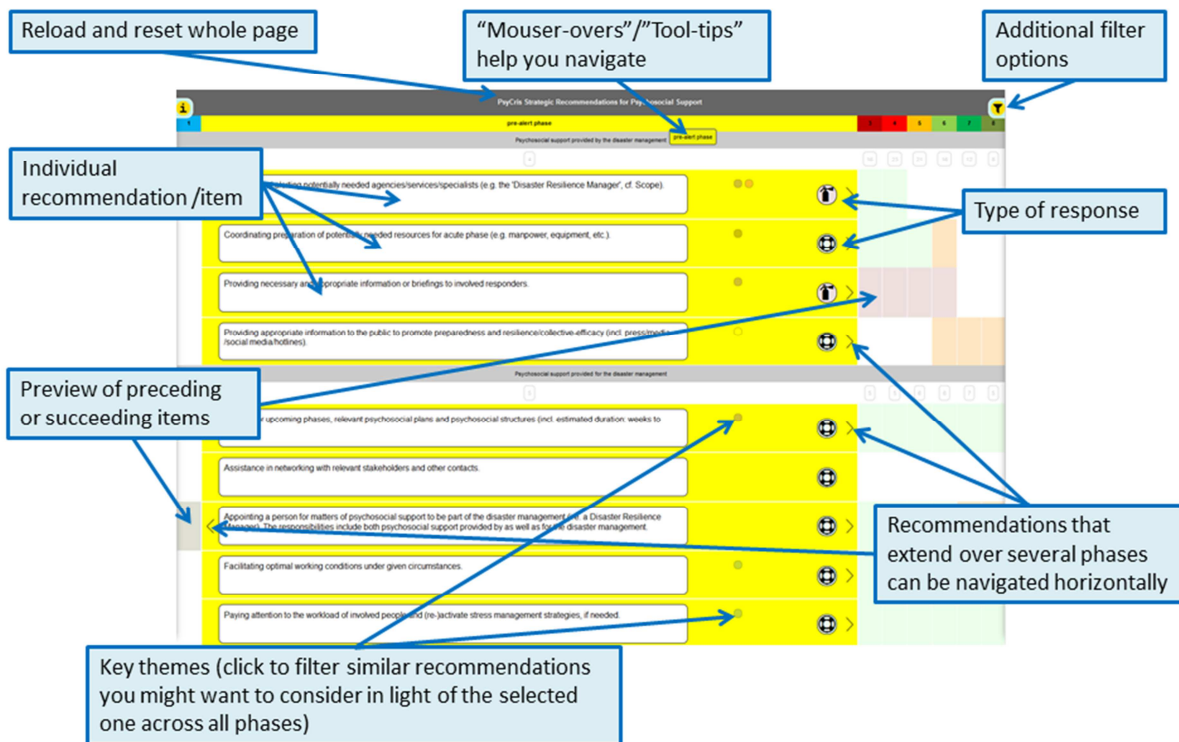 Reload and reset whole page
“Mouser-overs”/”Tool-tips”
help you navigate
Additional filter
options
i
PsyCris Strategic Recommendations for Psychosocial Support
1
pre-alert phase
3
4
5
6
7
8
Psychosocial support provided by the disaster management
pre-alert phase
4
Individual
recommendation /item
potentially needed agencies/services/specialists (e.g. the 'Disaster Resilience Manager', cf. Scope).
Type of response
Coordinating preparation of potentially needed resources for acute phase (e.g. manpower, equipment, etc.).
Providing necessary and appropriate information or briefings to involved responders.
Providing appropriate information to the public to promote preparedness and resilience/collective-efficacy (incl. press/media
/social media/hotlines).
Psychosocial support provided for the disaster management
Preview of preceding
or succeeding items
upcoming phases, relevant psychosocial plans and psychosocial structures (incl. estimated duration: weeks to
Assistance in networking with relevant stakeholders and other contacts.
Appointing a person for matters of psychosocial support to be part of the disaster management (i.e. a Disaster Resilience
Manager). The responsibilities include both psychosocial support provided by as well as for the disaster management.
Recommendations that
extend over several phases
can be navigated horizontally
Facilitating optimal working conditions under given circumstances.
Paying attention to the workload of involved people and (re-)activate stress management strategies, if needed.
Key themes (click to filter similar recommendations
you might want to consider in light of the selected
one across all phases)